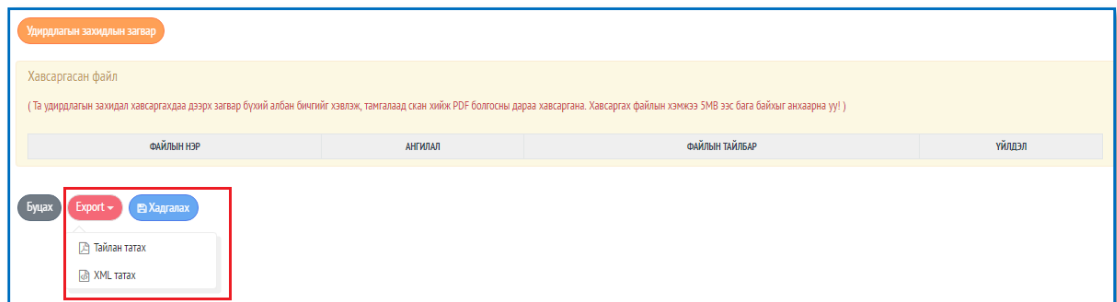 Удирдлагын захидлын загвар
Хавсаргасан файл
( Та удирдлагын захидал хавсаргахдаа дээрх загвар бүхий албан бичгийг хэвлэж, тамгалаад скан хийж PDF болгосны дараа хавсаргана. Хавсаргах файлын хэмжээ 5MB ээс бага байхыг анхаарна уу! )
ФАЙЛЫН НЭР АНГИЛАЛ ФАЙЛЫН ТАЙЛБАР ҮЙЛДЭЛ
Буцах Export Хадгалах
Тайлан татах
XML татах